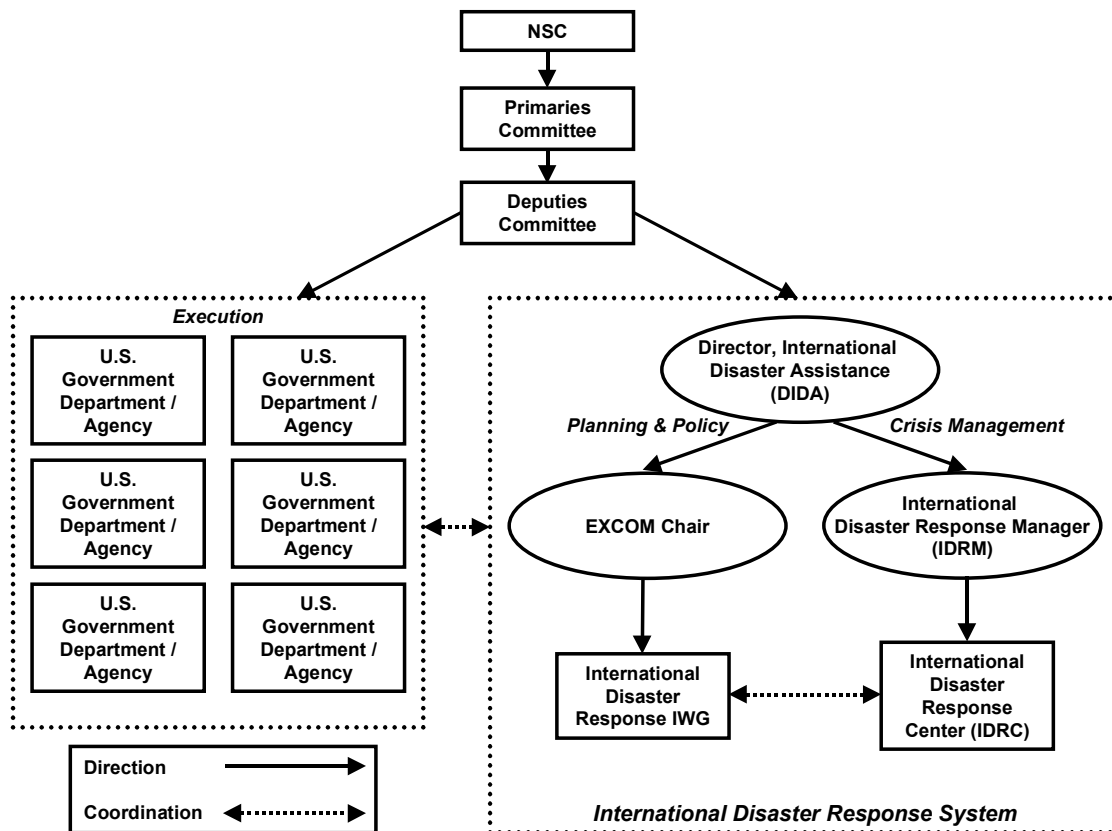 NSC
Primaries
Committee
Deputies
Committee
Execution
U.S.
Government
Department /
Agency
U.S.
Government
Department /
Agency
U.S.
Government
Department /
Agency
U.S.
Government
Department /
Agency
U.S.
Government
Department /
Agency
U.S.
Government
Department /
Agency
Director, International
Disaster Assistance
(DIDA)
Planning & Policy
Crisis Management
EXCOM Chair
International
Disaster Response Manager
(IDRM)
International
Disaster
Response IWG
International
Disaster
Response
Center (IDRC)
International Disaster Response System
Direction
Coordination